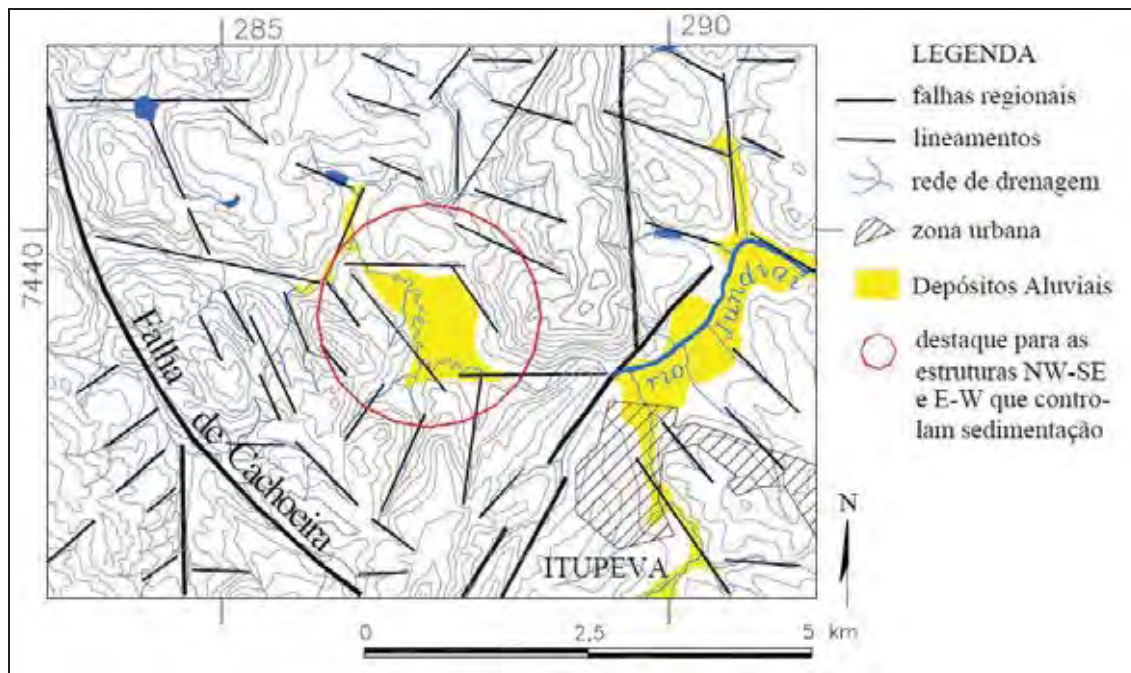 285
290
7440
Falha
de Cachoeira
rio Jundiaí
ITUPEVA
N
0 2.5 5 km
LEGENDA
falhas regionais
lineamentos
rede de drenagem
zona urbana
Depósitos Aluviais
destaque para as
estruturas NW-SE
e E-W que contro-
lam sedimentação